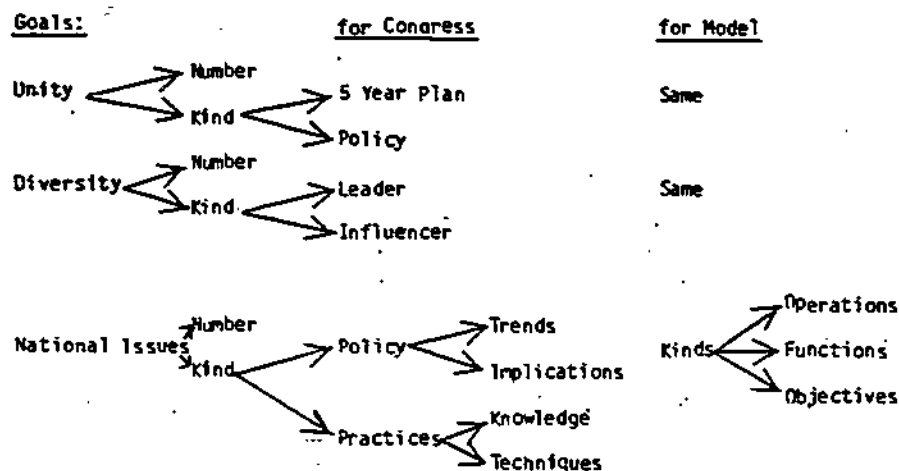 Goals: for Congress for Model
Number
Unity 5 Year Plan Same
Kind
Policy
Number
Diversity Leader Same
Kind
Influencer
Operations
Number Trends
National Issues Policy Kinds Functions
Kind Implications
Objectives
Knowledge
Practices
Techniques